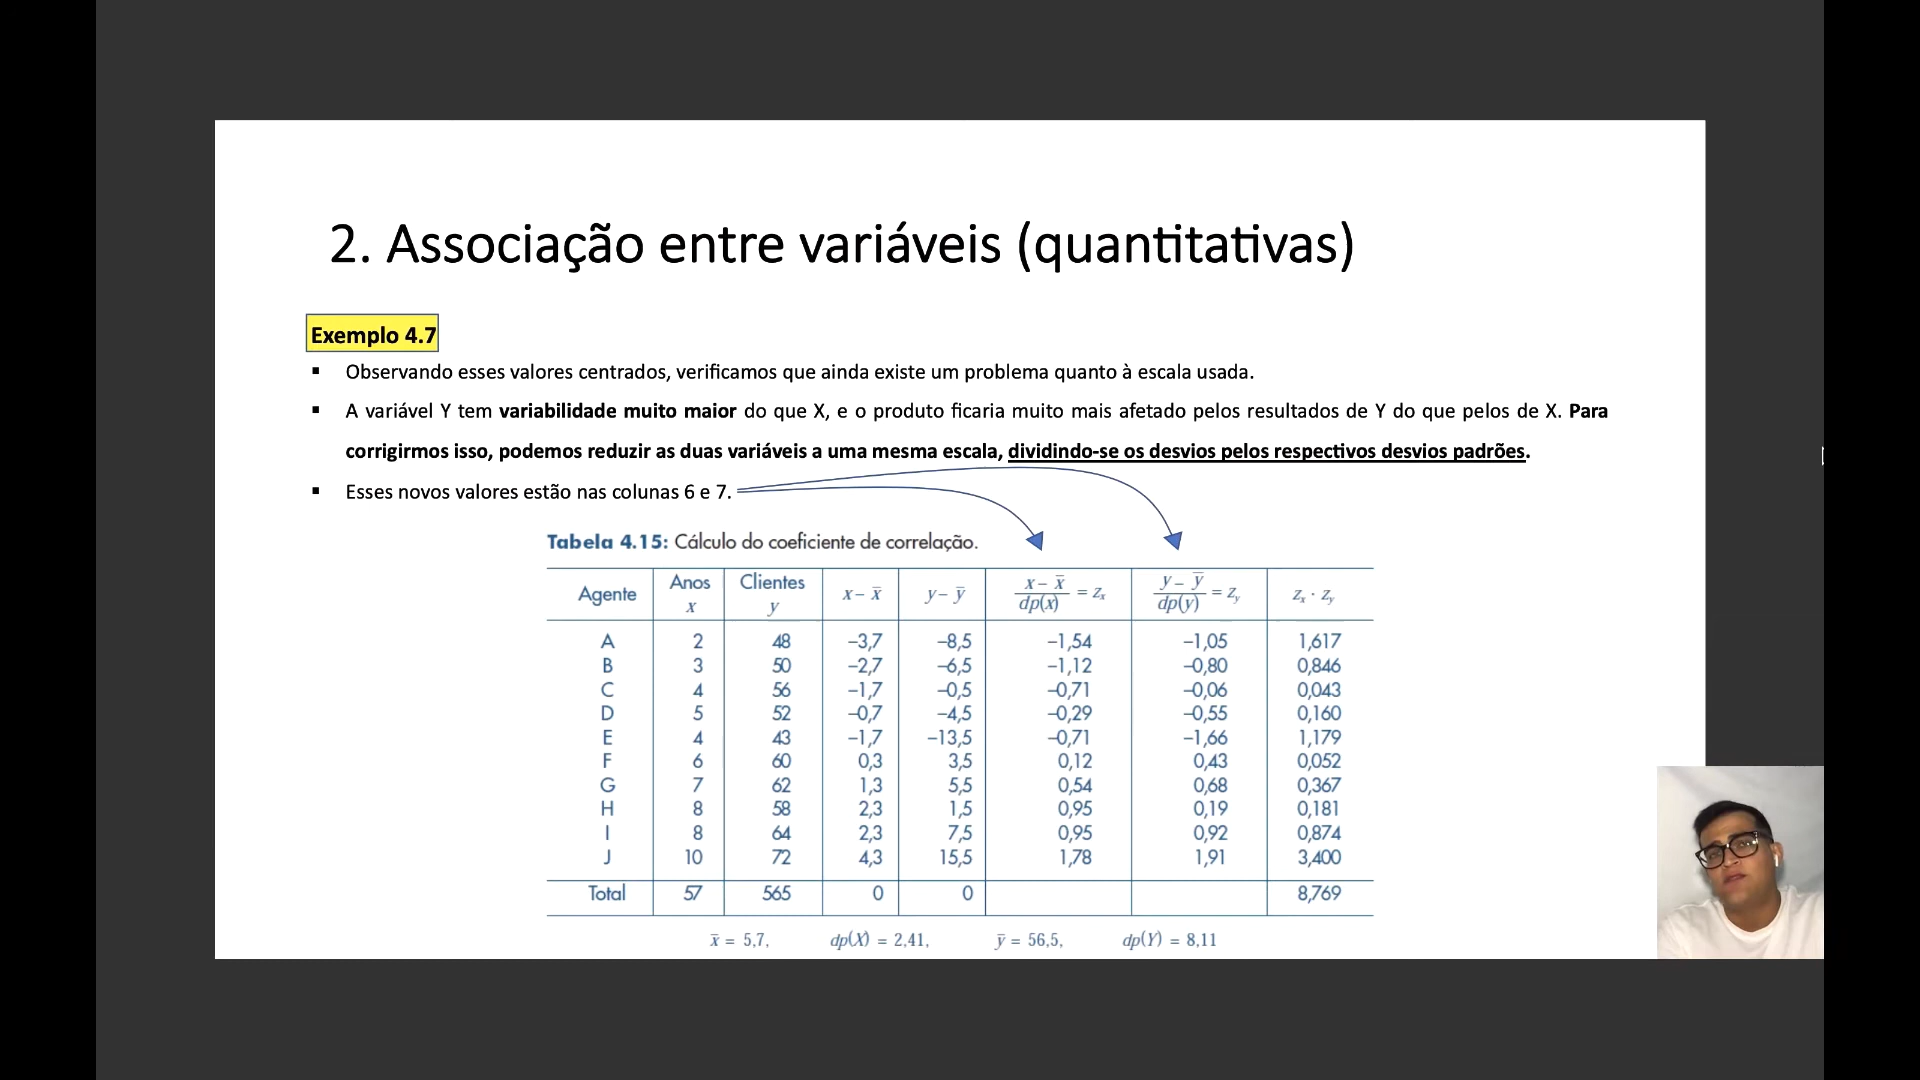 2. Associação entre variáveis (quantitativas)
Exemplo 4.7
▪ Observando esses valores centrados, verificamos que ainda existe um problema quanto à escala usada.
▪ A variável Y tem variabilidade muito maior do que X, e o produto ficaria muito mais afetado pelos resultados de Y do que pelos de X. Para
corrigirmos isso, podemos reduzir as duas variáveis a uma mesma escala, dividindo-se os desvios pelos respectivos desvios padrões.
▪ Esses novos valores estão nas colunas 6 e 7.
Tabela 4.15: Cálculo do coeficiente de correlação.
Agente | Anos x | Clientes y | x − x̄ | y − ȳ | (x − x̄)/dp(x) = zₓ | (y − ȳ)/dp(y) = z_y | zₓ · z_y
A 2 48 −3,7 −8,5 −1,54 −1,05 1,617
B 3 50 −2,7 −6,5 −1,12 −0,80 0,846
C 4 56 −1,7 −0,5 −0,71 −0,06 0,043
D 5 52 −0,7 −4,5 −0,29 −0,55 0,160
E 4 43 −1,7 −13,5 −0,71 −1,66 1,179
F 6 60 0,3 3,5 0,12 0,43 0,052
G 7 62 1,3 5,5 0,54 0,68 0,367
H 8 58 2,3 1,5 0,95 0,19 0,181
I 8 64 2,3 7,5 0,95 0,92 0,874
J 10 72 4,3 15,5 1,78 1,91 3,400
Total 57 565 0 0 8,769
x̄ = 5,7, dp(X) = 2,41, ȳ = 56,5, dp(Y) = 8,11